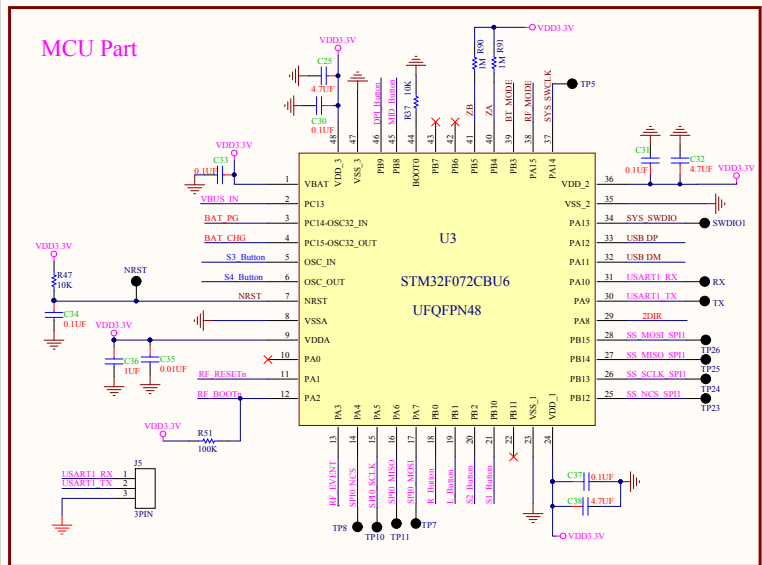 MCU Part
VDD3.3V
C25
4.7UF
C30
0.1UF
DPI_Button
MID_Button
R37
10K
VDD3.3V
R90
1M
R91
1M
ZB
ZA
BT_MODE
RF_MODE
SYS_SWCLK
TP5
48
47
46
45
44
43
42
41
40
39
38
37
VDD_3
VSS_3
PB9
PB8
BOOT0
PB7
PB6
PB5
PB4
PB3
PA15
PA14
C31
0.1UF
C32
4.7UF
VDD3.3V
VDD3.3V
C33
0.1UF
1 VBAT
VBUS_IN 2 PC13
BAT_PG 3 PC14-OSC32_IN
BAT_CHG 4 PC15-OSC32_OUT
S3_Button 5 OSC_IN
S4_Button 6 OSC_OUT
NRST 7 NRST
8 VSSA
9 VDDA
10 PA0
RF_RESETn 11 PA1
RF_BOOTn 12 PA2
VDD3.3V
R47
10K
NRST
C34
0.1UF
VDD3.3V
C36
1UF
C35
0.01UF
VDD3.3V
R51
100K
U3
STM32F072CBU6
UFQFPN48
VDD_2 36
VSS_2 35
PA13 34 SYS_SWDIO SWDIO1
PA12 33 USB DP
PA11 32 USB DM
PA10 31 USART1_RX RX
PA9 30 USART1_TX TX
PA8 29 2DIR
PB15 28 SS_MOSI_SPI1 TP26
PB14 27 SS_MISO_SPI1 TP25
PB13 26 SS_SCLK_SPI1 TP24
PB12 25 SS_NCS_SPI1 TP23
PA3
PA4
PA5
PA6
PA7
PB0
PB1
PB2
PB10
PB11
VSS_1
VDD_1
13
14
15
16
17
18
19
20
21
22
23
24
RF_EVENT
SPI0_NCS
SPI0_SCLK
SPI0_MISO
SPI0_MOSI
R_Button
L_Button
S2_Button
S1_Button
TP8
TP10
TP11
TP7
C37
0.1UF
C38
4.7UF
VDD3.3V
J5
USART1_RX 1
USART1_TX 2
3
3PIN